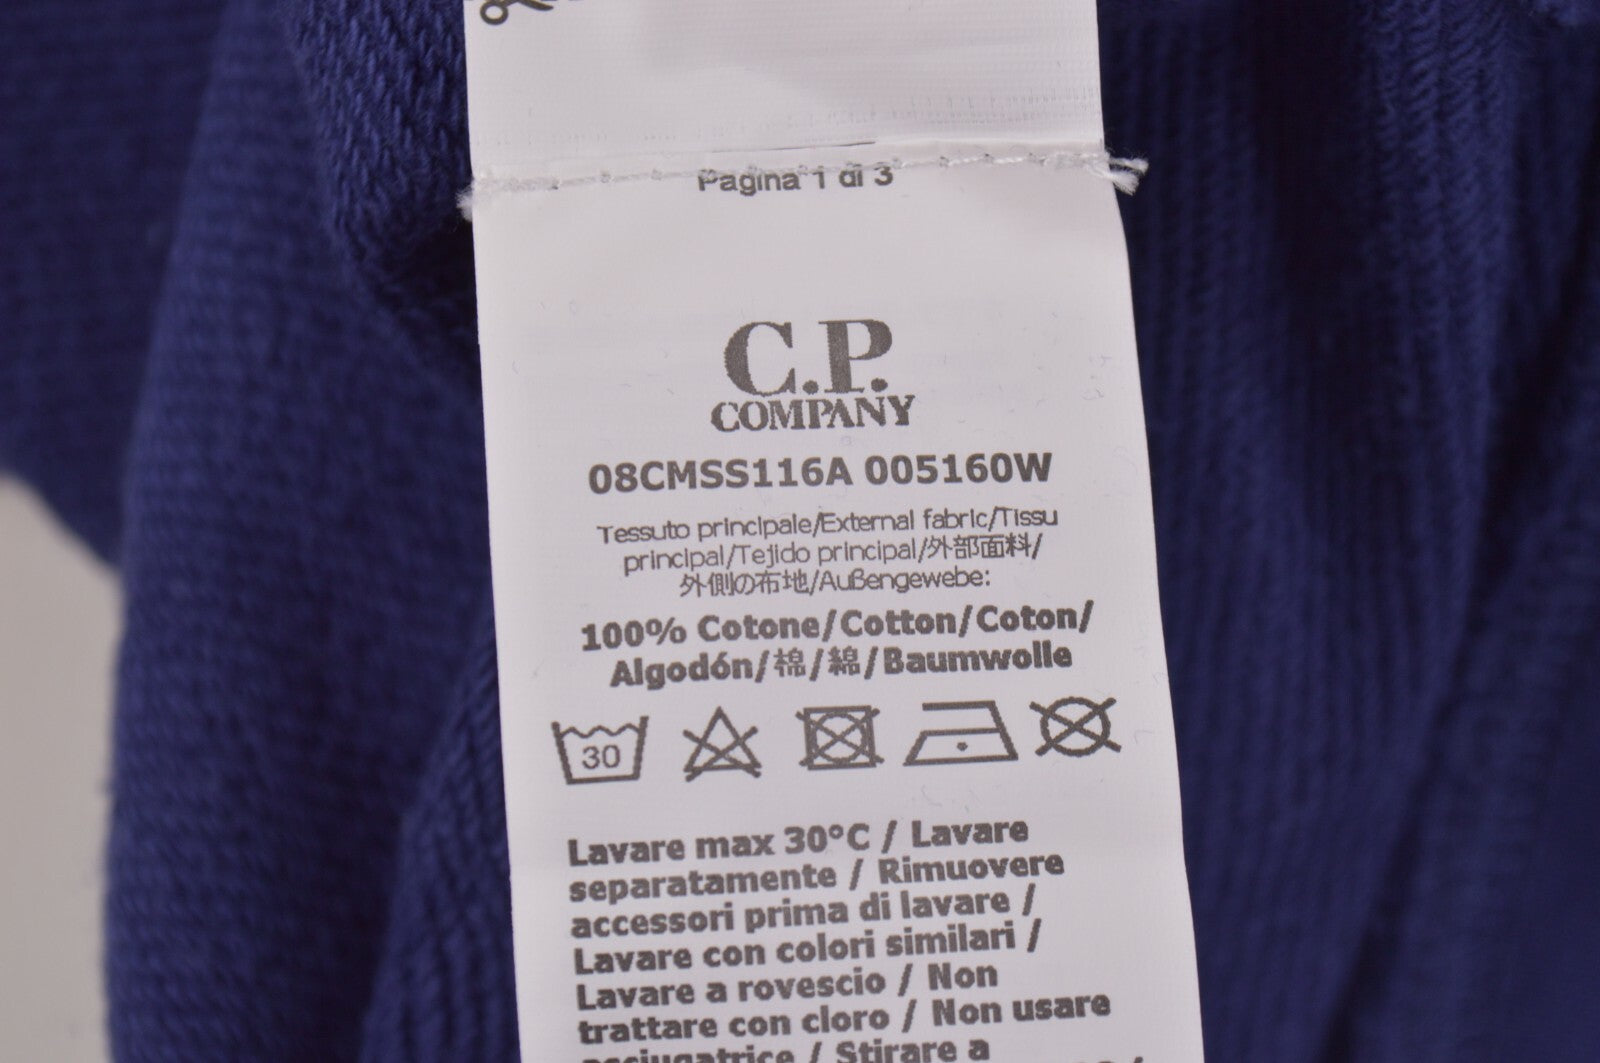 Pagina 1 di 3
C.P.
COMPANY
08CMSS116A 005160W
Tessuto principale/External fabric/Tissu
principal/Tejido principal/外部面料/
外側の布地/Außengewebe:
100% Cotone/Cotton/Coton/
Algodón/棉/綿/Baumwolle
30
Lavare max 30°C / Lavare
separatamente / Rimuovere
accessori prima di lavare /
Lavare con colori similari /
Lavare a rovescio / Non
trattare con cloro / Non usare
asciugatrice / Stirare a